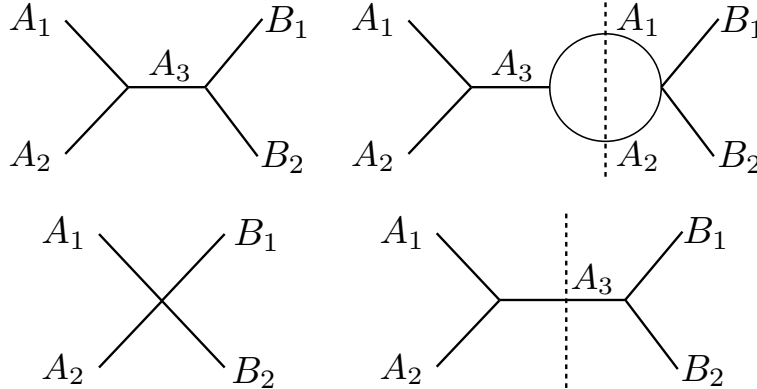 A₁ B₁ A₁ A₁ B₁
A₃ A₃
A₂ B₂ A₂ A₂ B₂
A₁ B₁ A₁ B₁
A₃
A₂ B₂ A₂ B₂